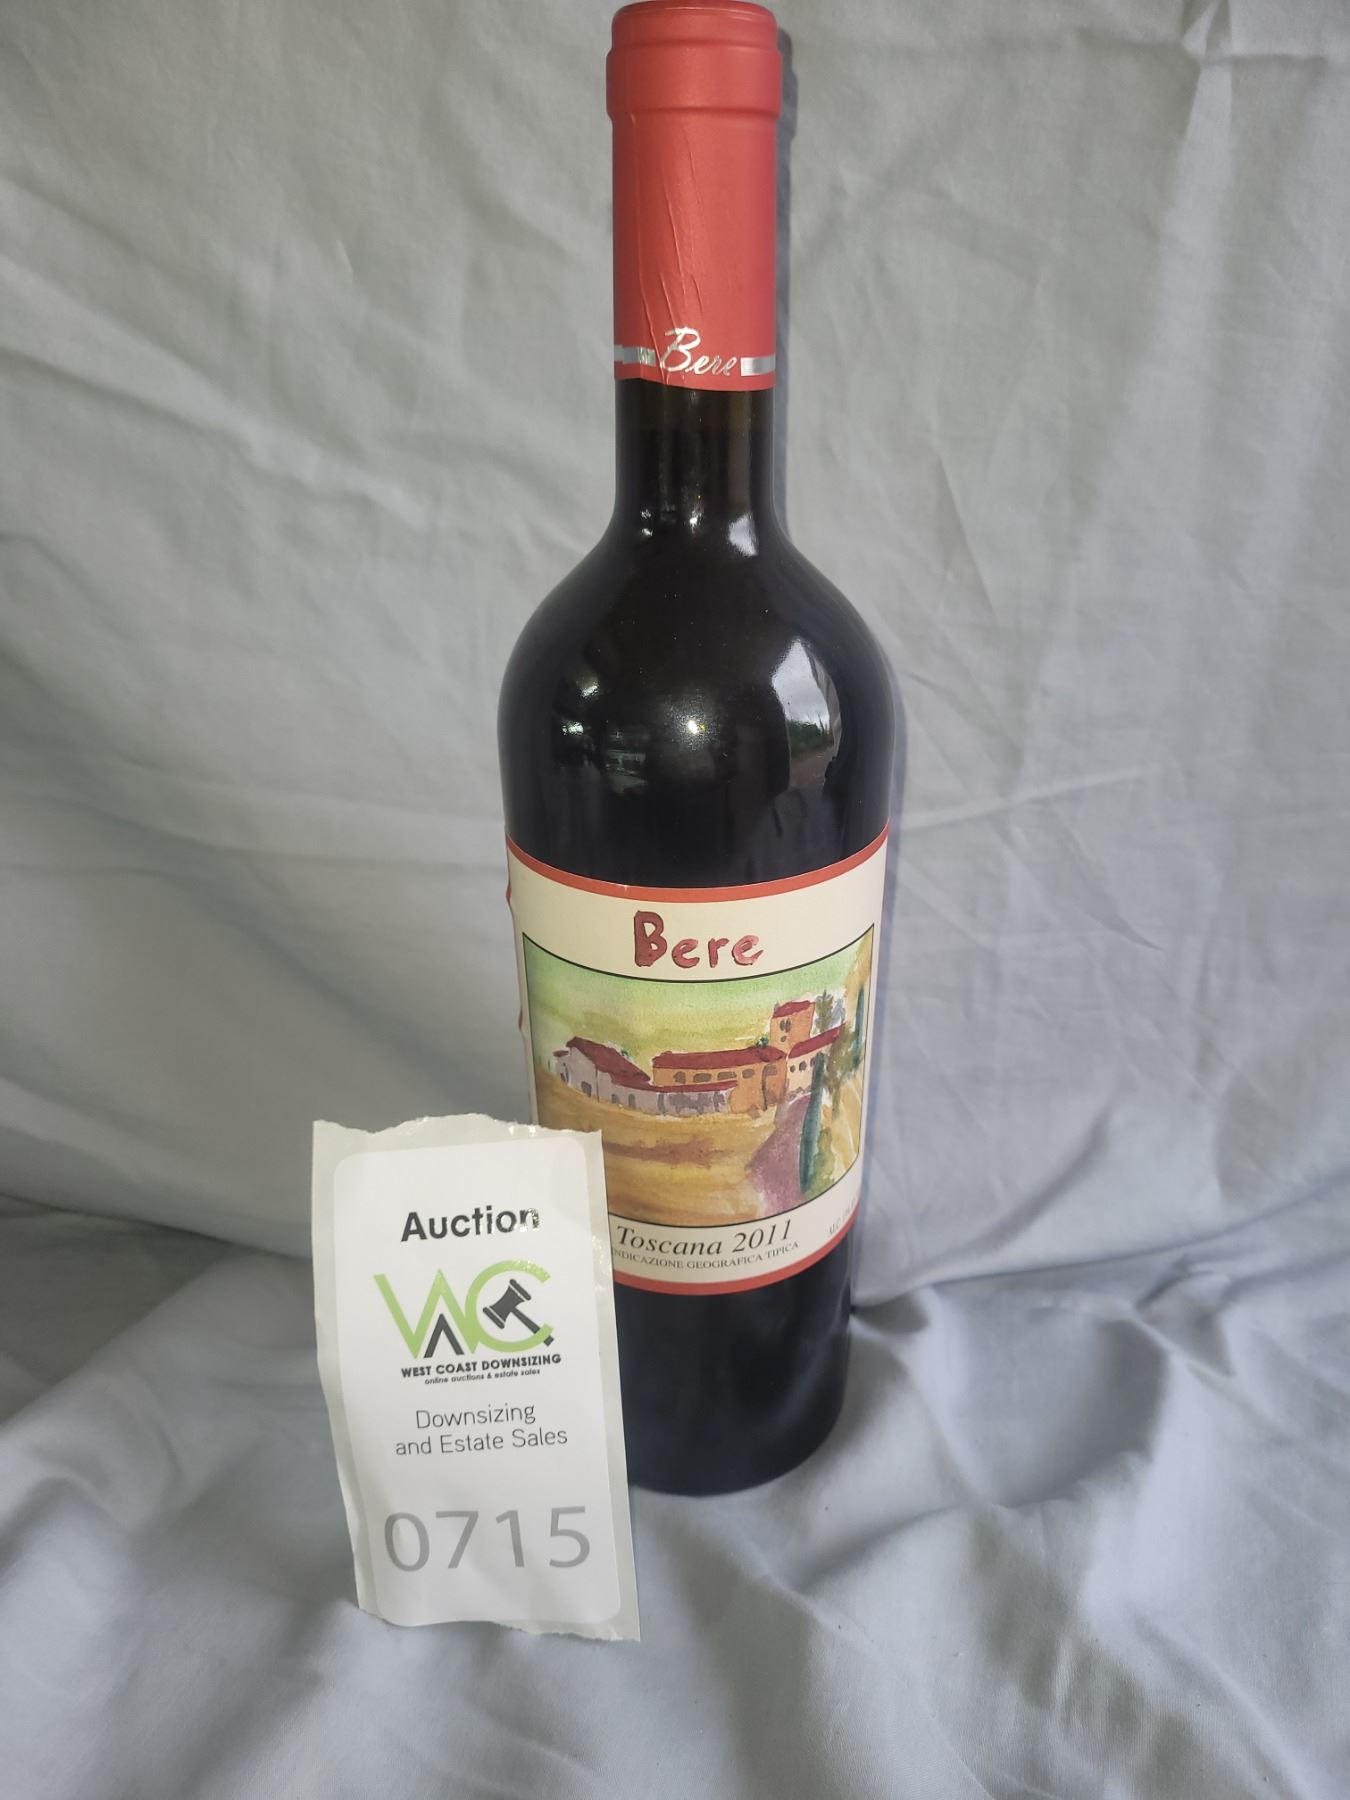 Bere
Bere
Toscana 2011
INDICAZIONE GEOGRAFICA TIPICA
Auction
WC
WEST COAST DOWNSIZING
online auctions & estate sales
Downsizing
and Estate Sales
0715